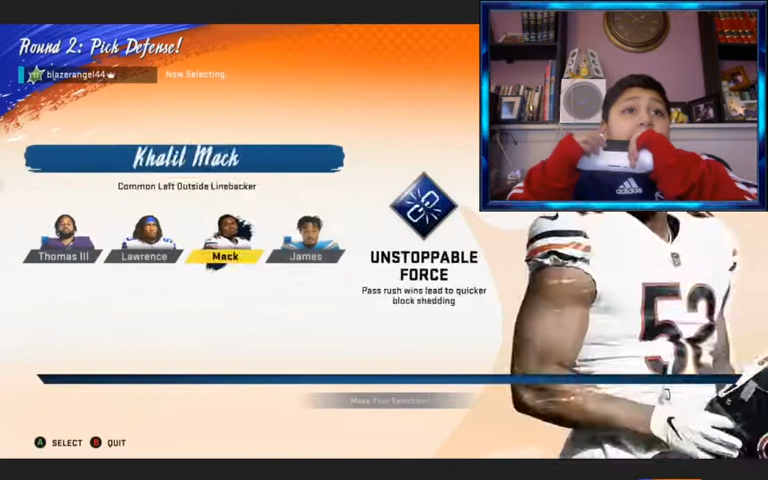 Round 2: Pick Defense!
blazerangel44
Now Selecting.
Khalil Mack
Common Left Outside Linebacker
Thomas III
Lawrence
Mack
James
UNSTOPPABLE
FORCE
Pass rush wins lead to quicker
block shedding
52
adidas
Make Your Selection!
A SELECT B QUIT